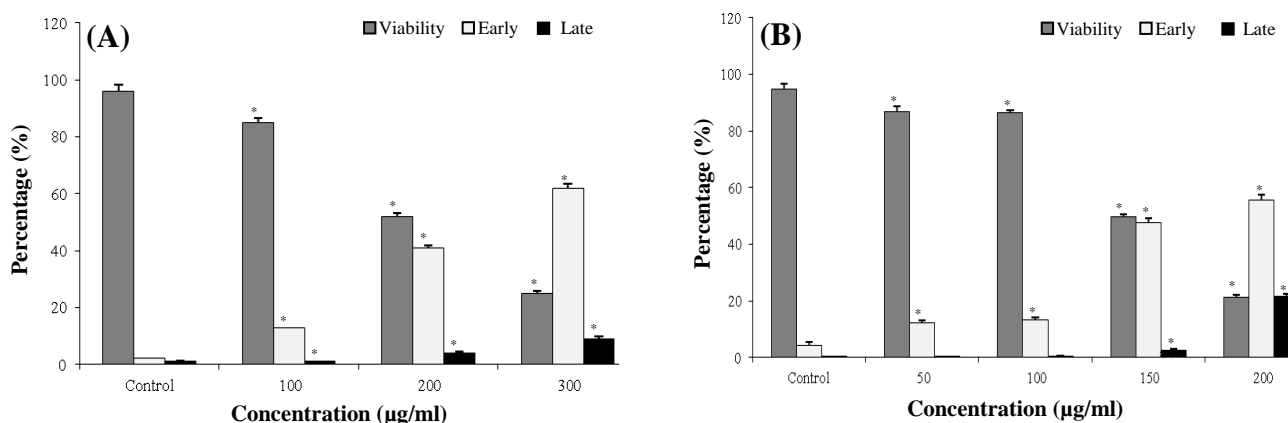 (A)
Viability Early Late
120
100
80
60
40
20
0
Percentage (%)
* * * * * * * * *
Control 100 200 300
Concentration (µg/ml)
(B)
Viability Early Late
120
100
80
60
40
20
0
Percentage (%)
* * * * * * * * * *
Control 50 100 150 200
Concentration (µg/ml)